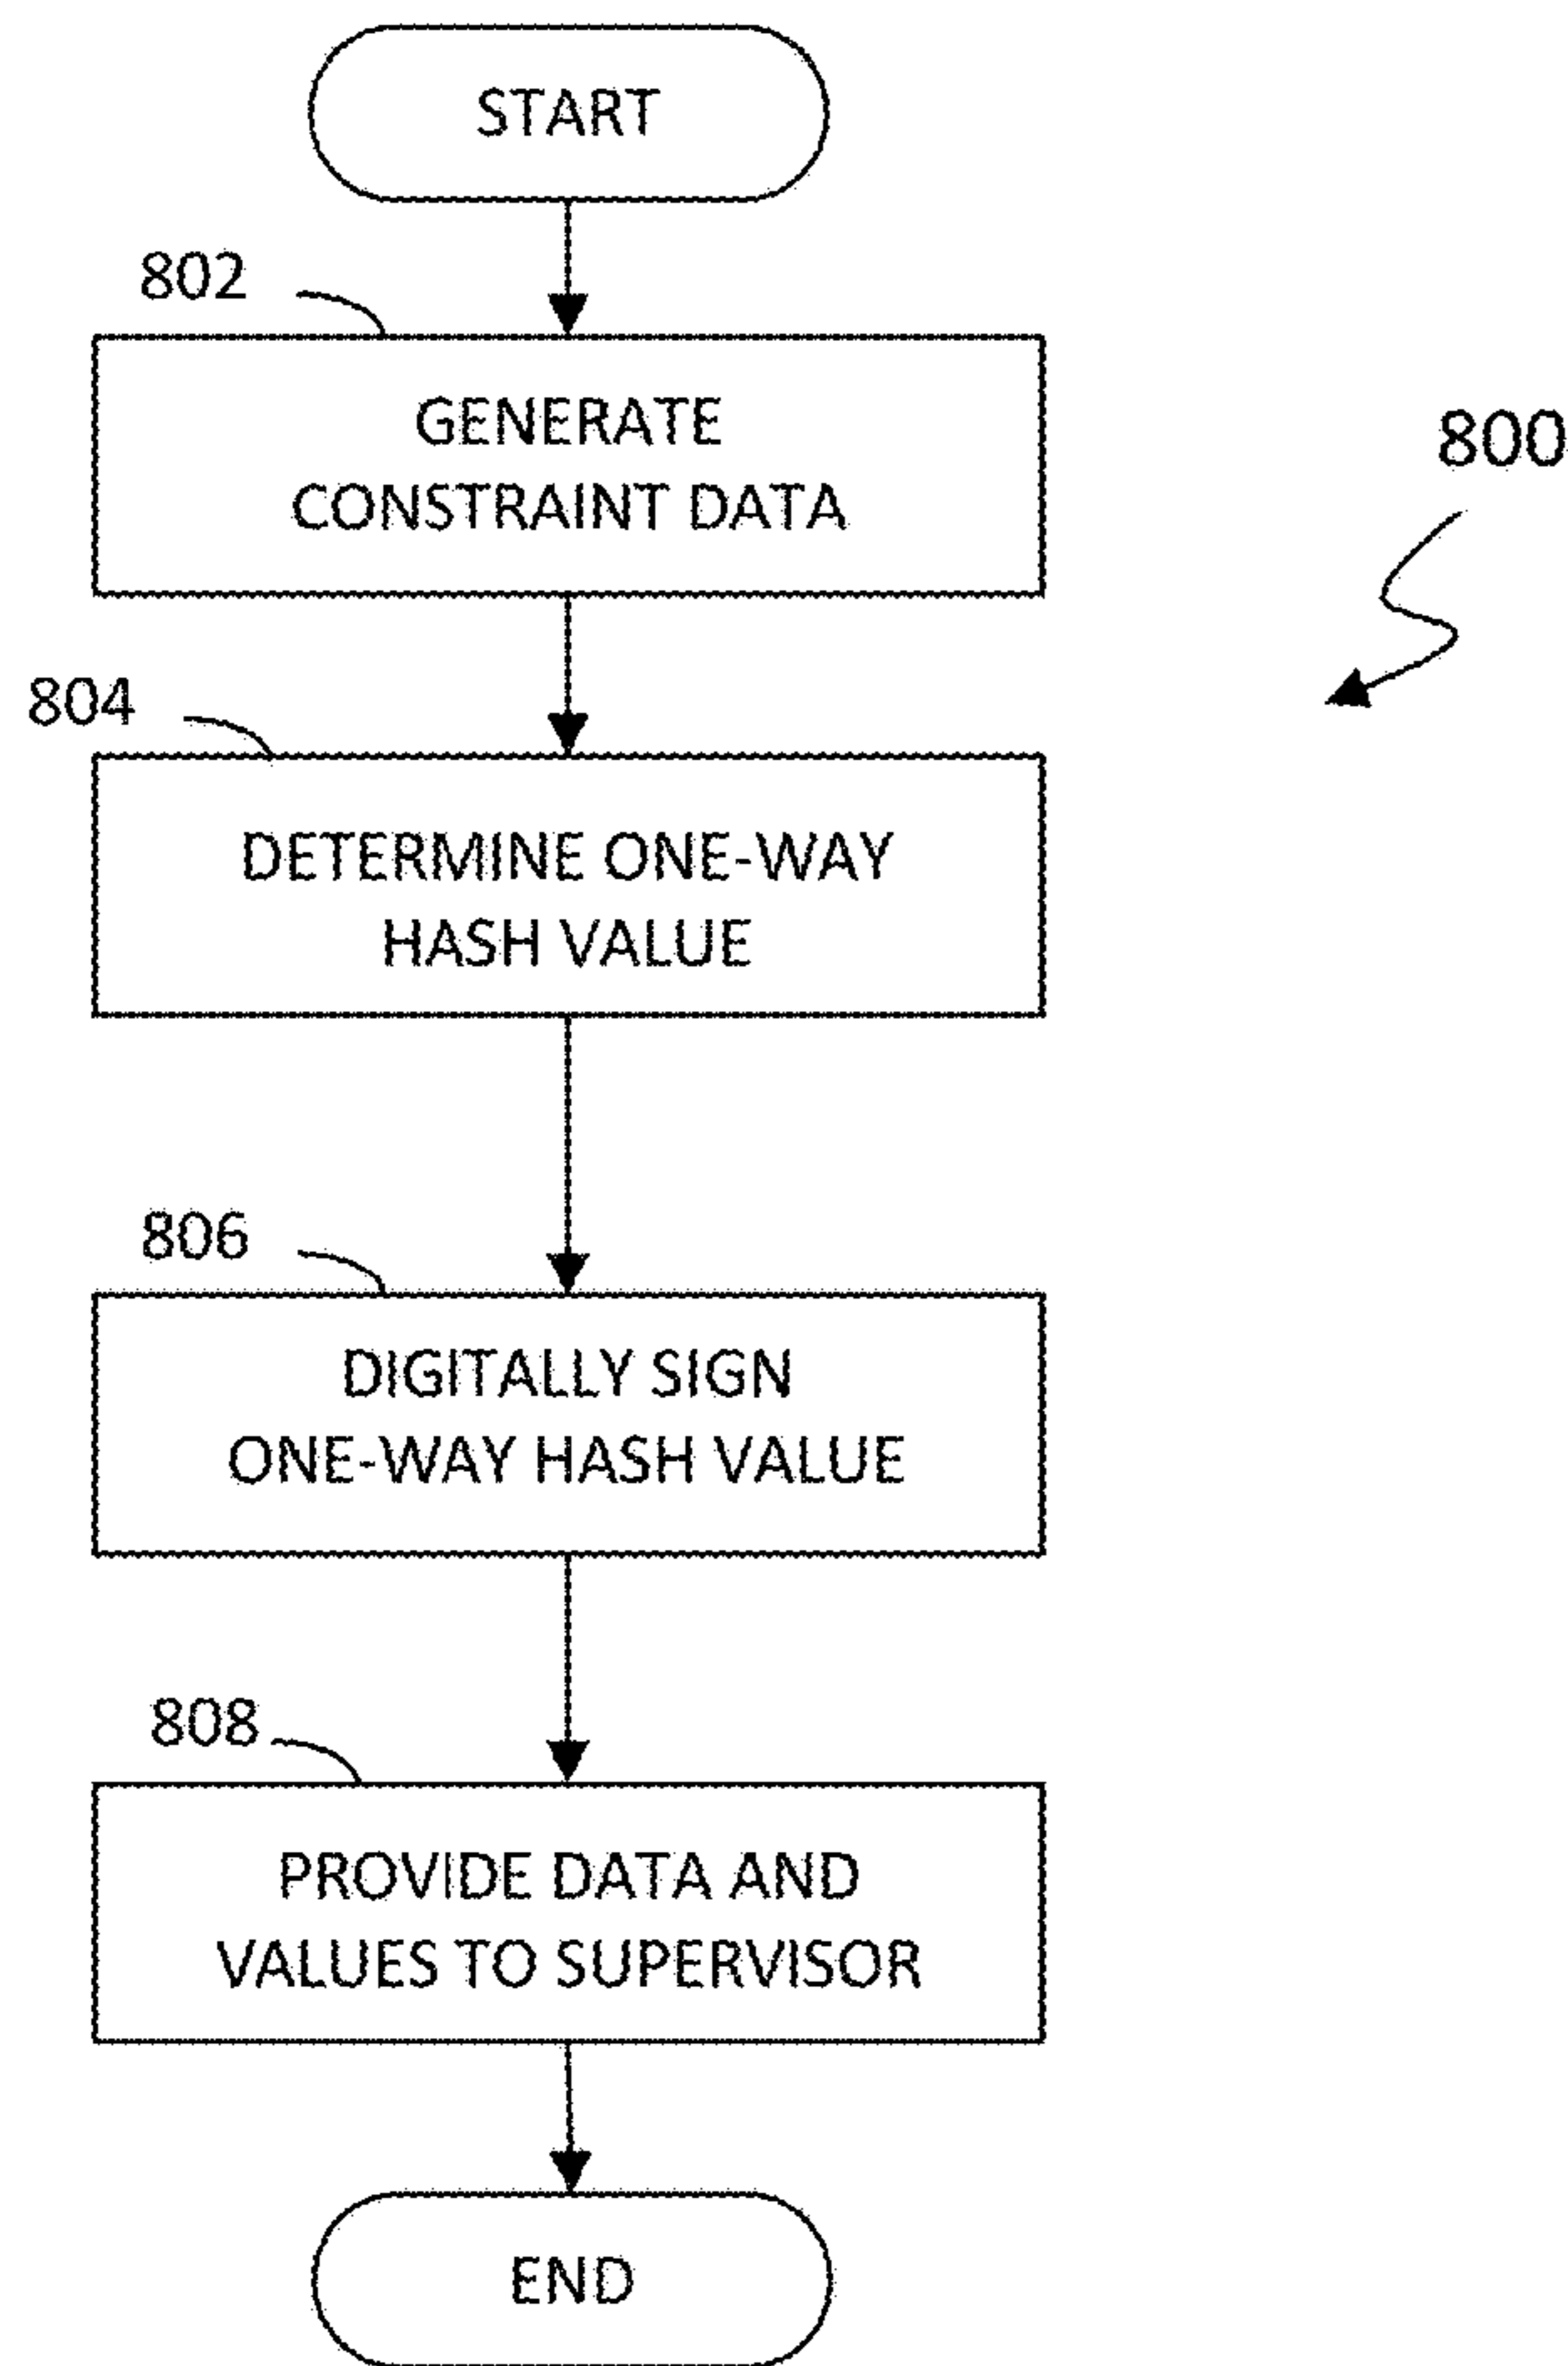 START
802
GENERATE
CONSTRAINT DATA
800
804
DETERMINE ONE-WAY
HASH VALUE
806
DIGITALLY SIGN
ONE-WAY HASH VALUE
808
PROVIDE DATA AND
VALUES TO SUPERVISOR
END